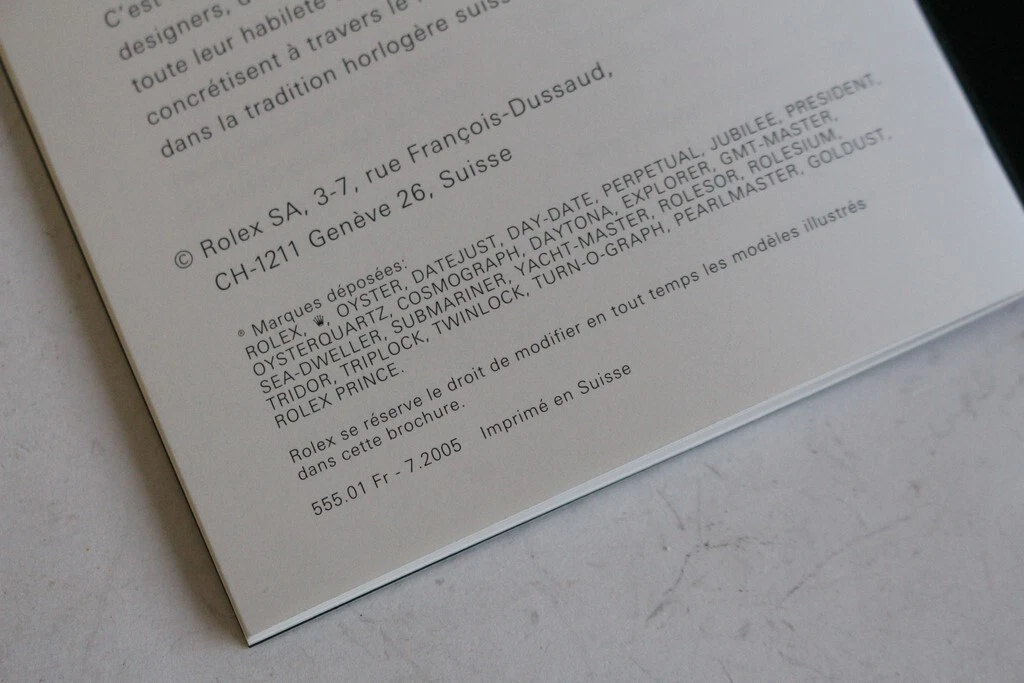 C'est
designers,
toute leur habileté
concrétisent à travers le
dans la tradition horlogère suisse
© Rolex SA, 3-7, rue François-Dussaud,
CH-1211 Genève 26, Suisse
® Marques déposées:
ROLEX, ♛, OYSTER, DATEJUST, DAY-DATE, PERPETUAL, JUBILEE, PRESIDENT.
OYSTERQUARTZ, COSMOGRAPH, DAYTONA, EXPLORER, GMT-MASTER,
SEA-DWELLER, SUBMARINER, YACHT-MASTER, ROLESOR, ROLESIUM,
TRIDOR, TRIPLOCK, TWINLOCK, TURN-O-GRAPH, PEARLMASTER, GOLDUST.
ROLEX PRINCE.
Rolex se réserve le droit de modifier en tout temps les modèles illustrés
dans cette brochure.
555.01 Fr - 7.2005 Imprimé en Suisse